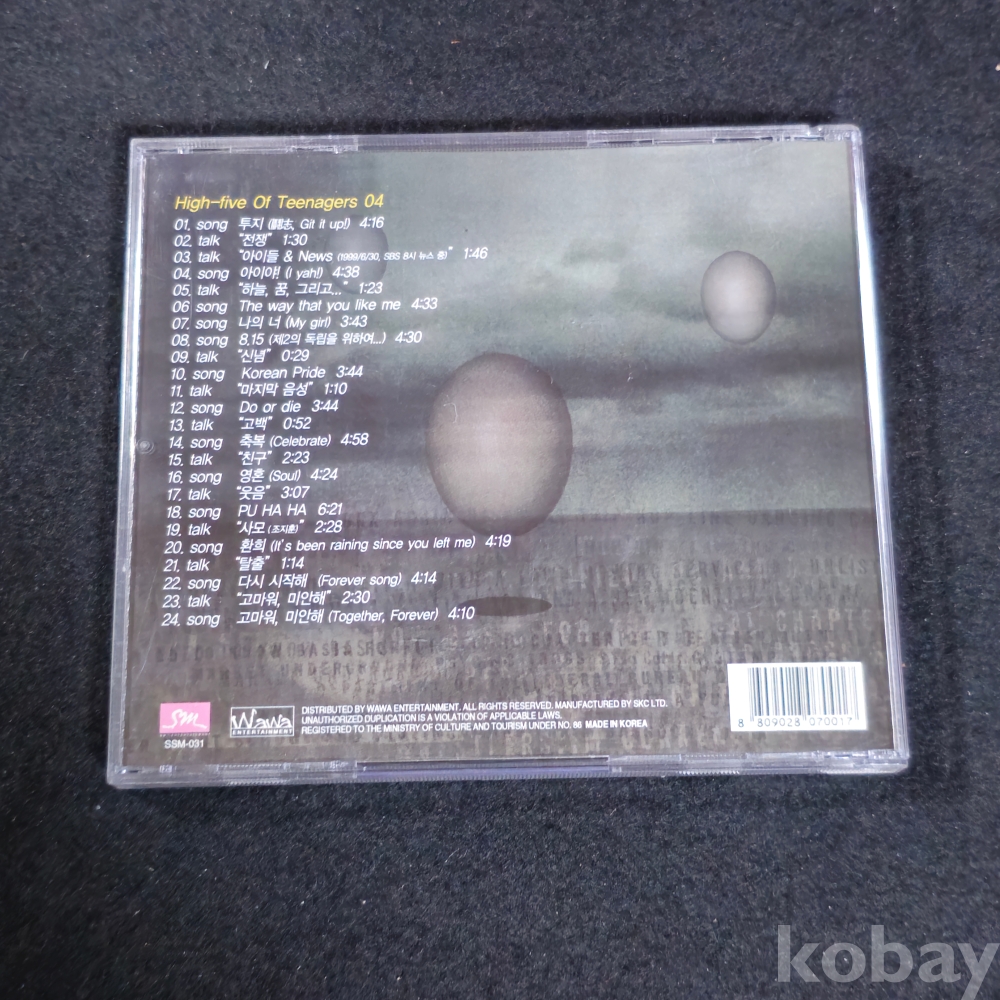 High-five Of Teenagers 04
01. song 투지 (鬪志, Git it up!) 4:16
02. talk "전쟁" 1:30
03. talk "아이들 & News (1999/6/30, SBS 8시 뉴스 중)" 1:46
04. song 아이야! (I yah!) 4:38
05. talk "하늘, 꿈, 그리고..." 1:23
06. song The way that you like me 4:33
07. song 나의 너 (My girl) 3:43
08. song 8.15 (제2의 독립을 위하여...) 4:30
09. talk "신념" 0:29
10. song Korean Pride 3:44
11. talk "마지막 음성" 1:10
12. song Do or die 3:44
13. talk "고백" 0:52
14. song 축복 (Celebrate) 4:58
15. talk "친구" 2:23
16. song 영혼 (Soul) 4:24
17. talk "웃음" 3:07
18. song PU HA HA 6:21
19. talk "사모 (조지훈)" 2:28
20. song 환희 (It's been raining since you left me) 4:19
21. talk "탈출" 1:14
22. song 다시 시작해 (Forever song) 4:14
23. talk "고마워, 미안해" 2:30
24. song 고마워, 미안해 (Together, Forever) 4:10
SM
SSM-031
WaWa
ENTERTAINMENT
DISTRIBUTED BY WAWA ENTERTAINMENT. ALL RIGHTS RESERVED. MANUFACTURED BY SKC LTD.
UNAUTHORIZED DUPLICATION IS A VIOLATION OF APPLICABLE LAWS.
REGISTERED TO THE MINISTRY OF CULTURE AND TOURISM UNDER NO. 86 MADE IN KOREA
8 809028 070017
kobay